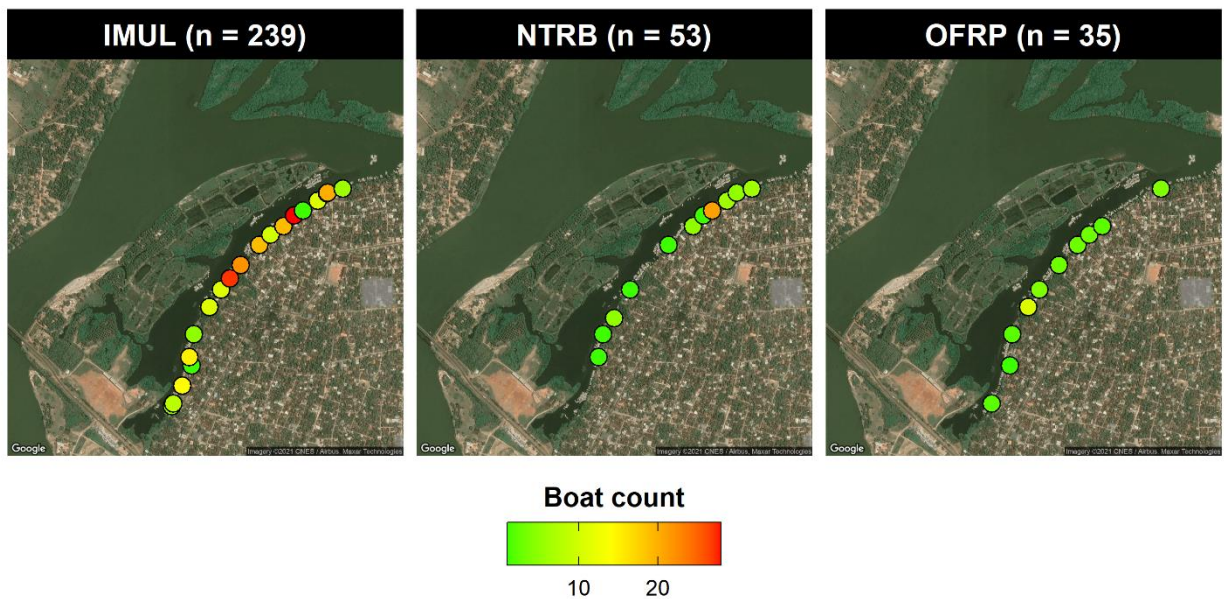 IMUL (n = 239)
NTRB (n = 53)
OFRP (n = 35)
Google
Imagery ©2021 CNES / Airbus, Maxar Technologies
Google
Imagery ©2021 CNES / Airbus, Maxar Technologies
Google
Imagery ©2021 CNES / Airbus, Maxar Technologies
Boat count
10 20